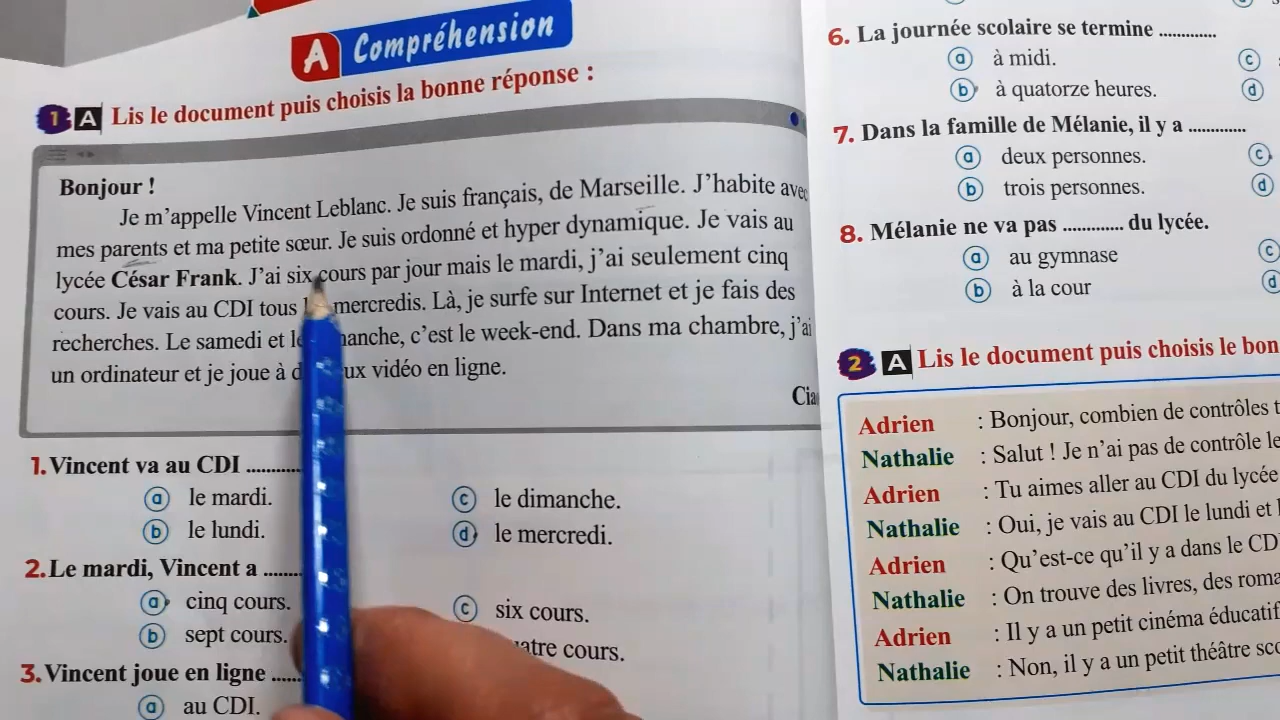 A Compréhension
1 A Lis le document puis choisis la bonne réponse :
Bonjour !
Je m'appelle Vincent Leblanc. Je suis français, de Marseille. J'habite avec
mes parents et ma petite sœur. Je suis ordonné et hyper dynamique. Je vais au
lycée César Frank. J'ai six cours par jour mais le mardi, j'ai seulement cinq
cours. Je vais au CDI tous mercredis. Là, je surfe sur Internet et je fais des
recherches. Le samedi et le c'est le week-end. Dans ma chambre, j'ai
un ordinateur et je joue à vidéo en ligne.
1. Vincent va au CDI ..........
a le mardi.
b le lundi.
c le dimanche.
d le mercredi.
2. Le mardi, Vincent a .......
a cinq cours.
b sept cours.
c six cours.
cours.
3. Vincent joue en ligne ......
a au CDI.
6. La journée scolaire se termine .............
a à midi.
b à quatorze heures.
c
d
7. Dans la famille de Mélanie, il y a .............
a deux personnes.
b trois personnes.
c
d
8. Mélanie ne va pas ............. du lycée.
a au gymnase
b à la cour
c
d
2 A Lis le document puis choisis le bon
Adrien : Bonjour, combien de contrôles
Nathalie : Salut ! Je n'ai pas de contrôle le
Adrien : Tu aimes aller au CDI du lycée
Nathalie : Oui, je vais au CDI le lundi et
Adrien : Qu'est-ce qu'il y a dans le CDI
Nathalie : On trouve des livres, des
Adrien : Il y a un petit cinéma éducatif
Nathalie : Non, il y a un petit théâtre